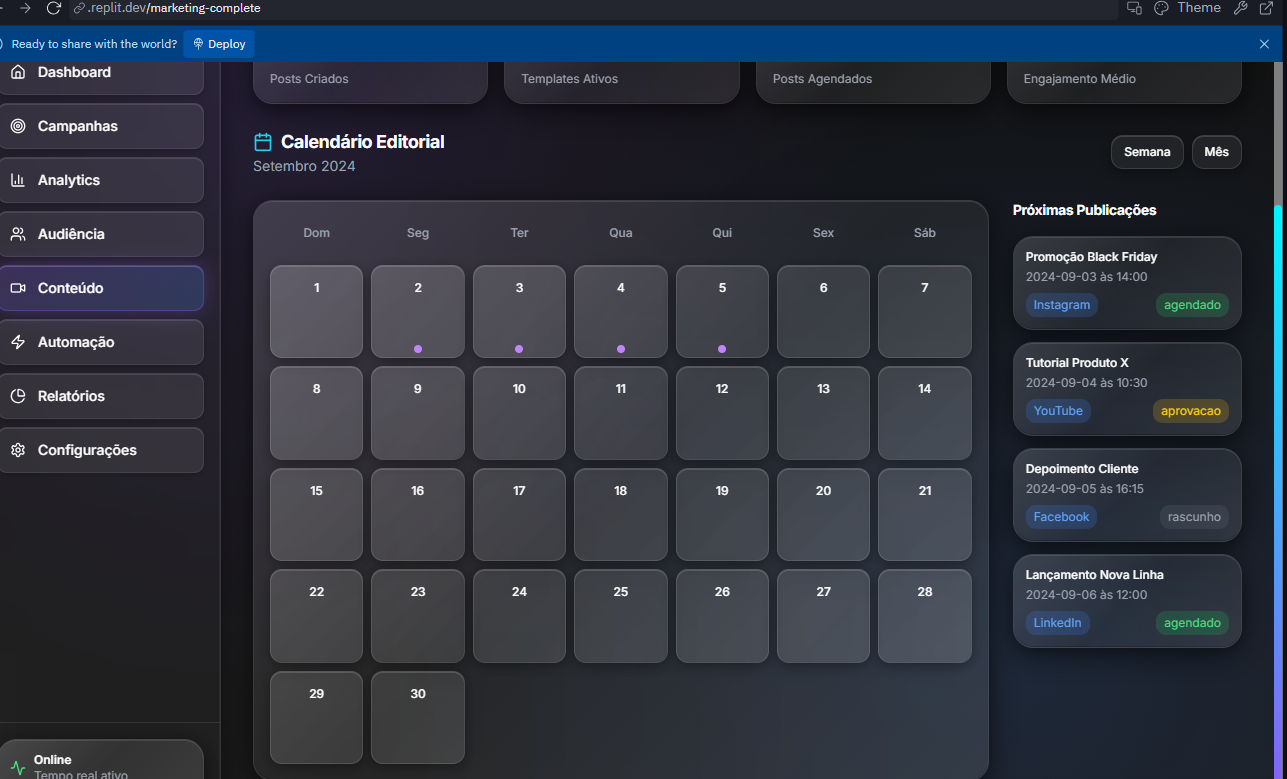 .replit.dev/marketing-complete
Theme
Ready to share with the world?
Deploy
Dashboard
Campanhas
Analytics
Audiência
Conteúdo
Automação
Relatórios
Configurações
Online
Tempo real ativo
Posts Criados
Templates Ativos
Posts Agendados
Engajamento Médio
Calendário Editorial
Setembro 2024
Semana
Mês
Dom Seg Ter Qua Qui Sex Sáb
1 2 3 4 5 6 7
8 9 10 11 12 13 14
15 16 17 18 19 20 21
22 23 24 25 26 27 28
29 30
Próximas Publicações
Promoção Black Friday
2024-09-03 às 14:00
Instagram agendado
Tutorial Produto X
2024-09-04 às 10:30
YouTube aprovacao
Depoimento Cliente
2024-09-05 às 16:15
Facebook rascunho
Lançamento Nova Linha
2024-09-06 às 12:00
LinkedIn agendado